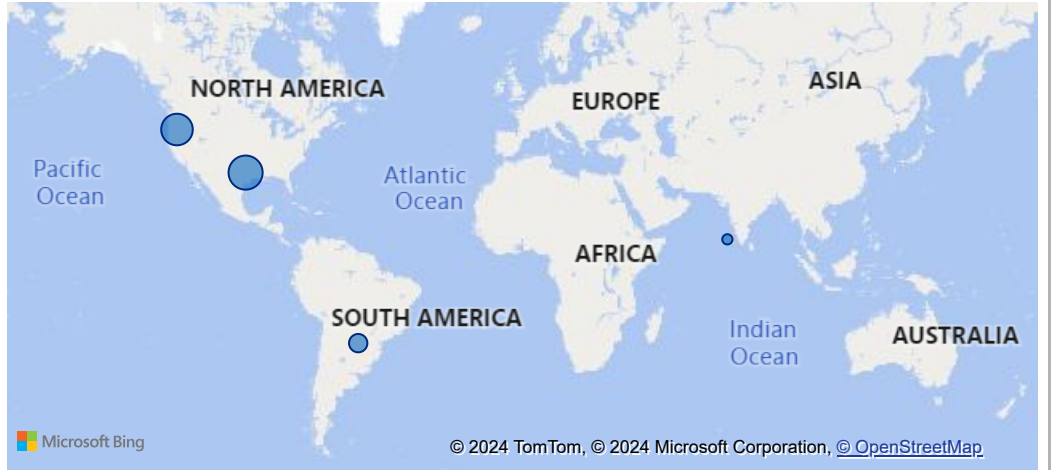 NORTH AMERICA
EUROPE
ASIA
Pacific
Ocean
Atlantic
Ocean
AFRICA
SOUTH AMERICA
Indian
Ocean
AUSTRALIA
Microsoft Bing
© 2024 TomTom, © 2024 Microsoft Corporation, © OpenStreetMap